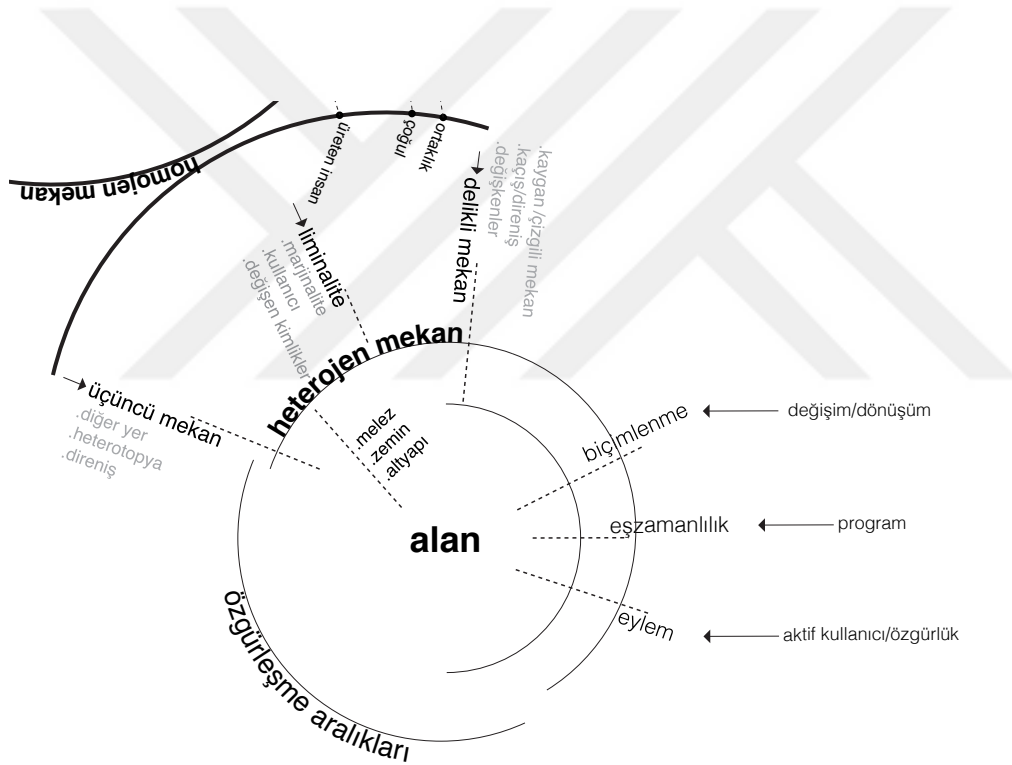 homojen mekan
üreten insan
çoğul
ortaklık
delikli mekan
.kaygan /çizgili mekan
.kaçış/direniş
.değişkenler
liminalite
.marjinalite
.kullanıcı
.değişen kimlikler
heterojen mekan
üçüncü mekan
.diğer yer
.heterotopya
.direniş
.melez
zemin
.altyapı
alan
biçimlenme
değişim/dönüşüm
eşzamanlılık
program
eylem
aktif kullanıcı/özgürlük
özgürleşme aralıkları